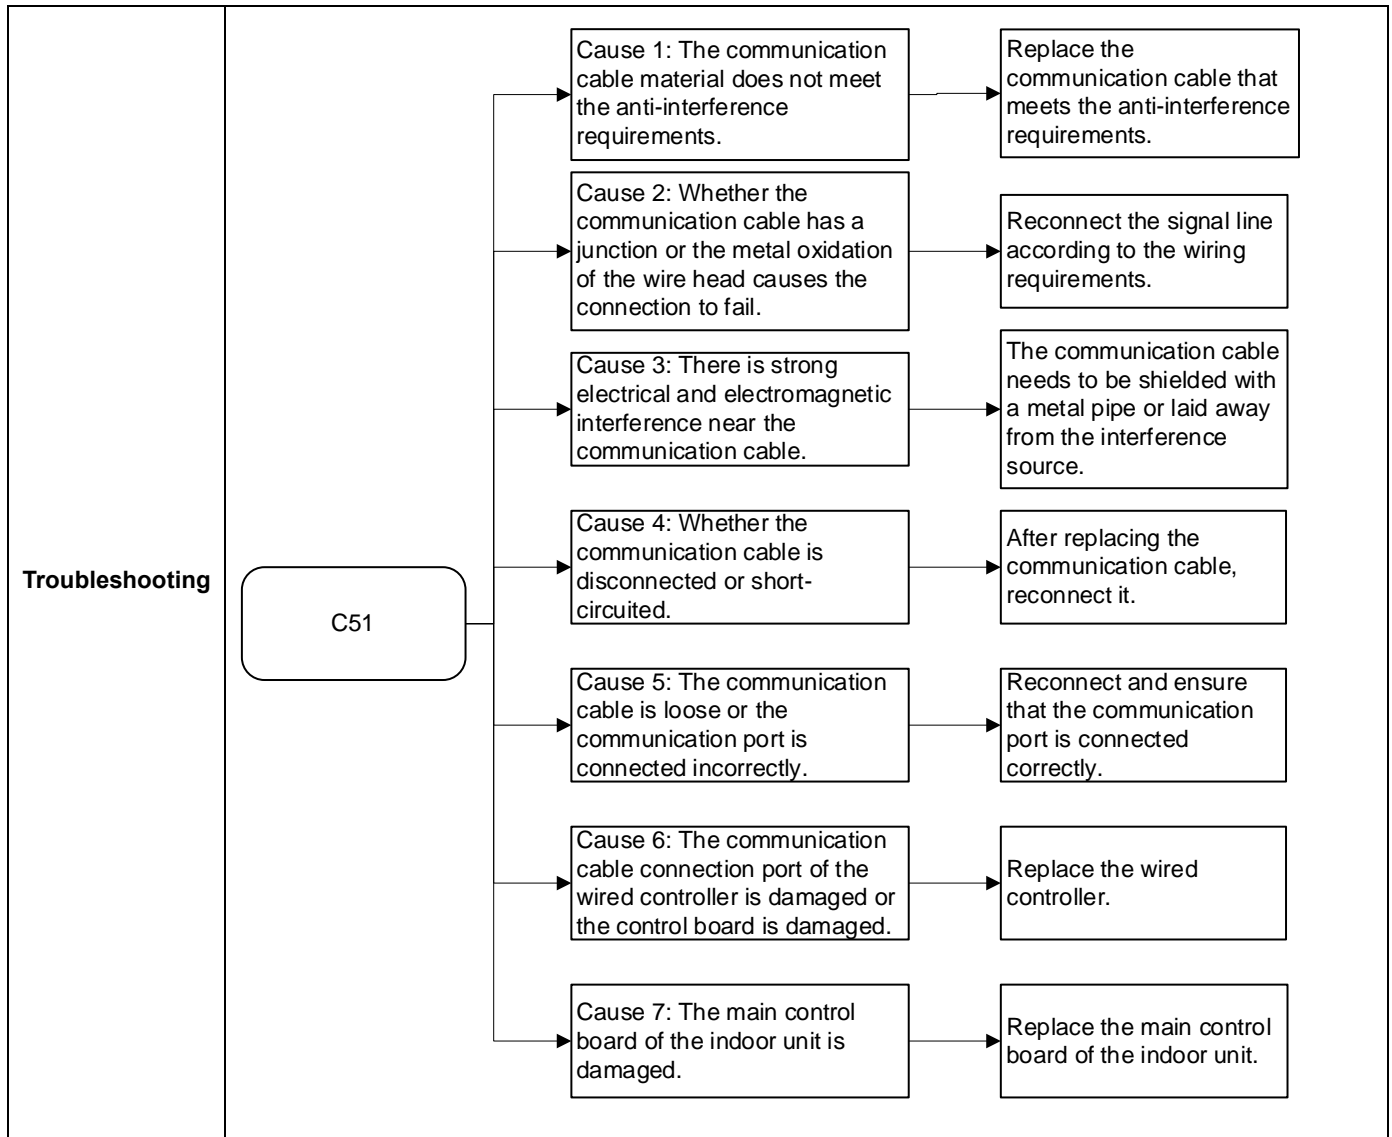 Troubleshooting
C51
Cause 1: The communication
cable material does not meet
the anti-interference
requirements.
Replace the
communication cable that
meets the anti-interference
requirements.
Cause 2: Whether the
communication cable has a
junction or the metal oxidation
of the wire head causes the
connection to fail.
Reconnect the signal line
according to the wiring
requirements.
Cause 3: There is strong
electrical and electromagnetic
interference near the
communication cable.
The communication cable
needs to be shielded with
a metal pipe or laid away
from the interference
source.
Cause 4: Whether the
communication cable is
disconnected or short-
circuited.
After replacing the
communication cable,
reconnect it.
Cause 5: The communication
cable is loose or the
communication port is
connected incorrectly.
Reconnect and ensure
that the communication
port is connected
correctly.
Cause 6: The communication
cable connection port of the
wired controller is damaged or
the control board is damaged.
Replace the wired
controller.
Cause 7: The main control
board of the indoor unit is
damaged.
Replace the main control
board of the indoor unit.